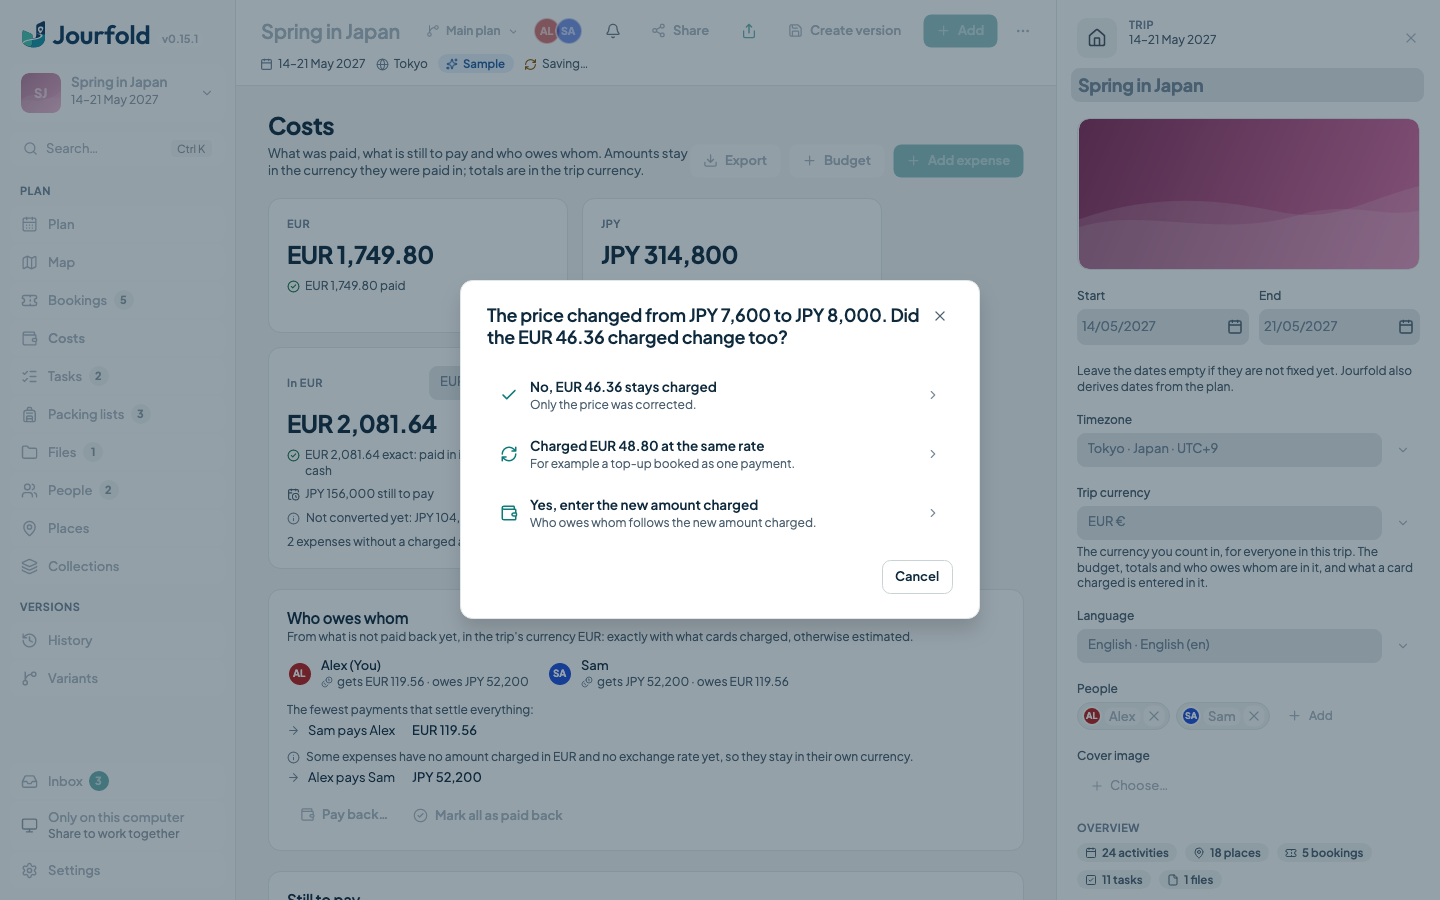 Jourfold v0.15.1
SJ
Spring in Japan
14–21 May 2027
Search...
Ctrl K
PLAN
Plan
Map
Bookings 5
Costs
Tasks 2
Packing lists 3
Files 1
People 2
Places
Collections
VERSIONS
History
Variants
Inbox 3
Only on this computer
Share to work together
Settings
Spring in Japan
Main plan
AL SA
Share
Create version
Add
14–21 May 2027
Tokyo
Sample
Saving...
Costs
What was paid, what is still to pay and who owes whom. Amounts stay
in the currency they were paid in; totals are in the trip currency.
Export
Budget
Add expense
EUR
EUR 1,749.80
EUR 1,749.80 paid
JPY
JPY 314,800
In EUR
EUR 2,081.64
EUR 2,081.64 exact: paid in
cash
JPY 156,000 still to pay
Not converted yet: JPY 104,
2 expenses without a charged
The price changed from JPY 7,600 to JPY 8,000. Did
the EUR 46.36 charged change too?
No, EUR 46.36 stays charged
Only the price was corrected.
Charged EUR 48.80 at the same rate
For example a top-up booked as one payment.
Yes, enter the new amount charged
Who owes whom follows the new amount charged.
Cancel
Who owes whom
From what is not paid back yet, in the trip's currency EUR: exactly with what cards charged, otherwise estimated.
AL
Alex (You)
gets EUR 119.56 · owes JPY 52,200
SA
Sam
gets JPY 52,200 · owes EUR 119.56
The fewest payments that settle everything:
Sam pays Alex EUR 119.56
Some expenses have no amount charged in EUR and no exchange rate yet, so they stay in their own currency.
Alex pays Sam JPY 52,200
Pay back...
Mark all as paid back
Still to pay
TRIP
14–21 May 2027
Spring in Japan
Start
End
14/05/2027
21/05/2027
Leave the dates empty if they are not fixed yet. Jourfold also
derives dates from the plan.
Timezone
Tokyo · Japan · UTC+9
Trip currency
EUR €
The currency you count in, for everyone in this trip. The
budget, totals and who owes whom are in it, and what a card
charged is entered in it.
Language
English · English (en)
People
AL Alex
SA Sam
Add
Cover image
Choose...
OVERVIEW
24 activities
18 places
5 bookings
11 tasks
1 files